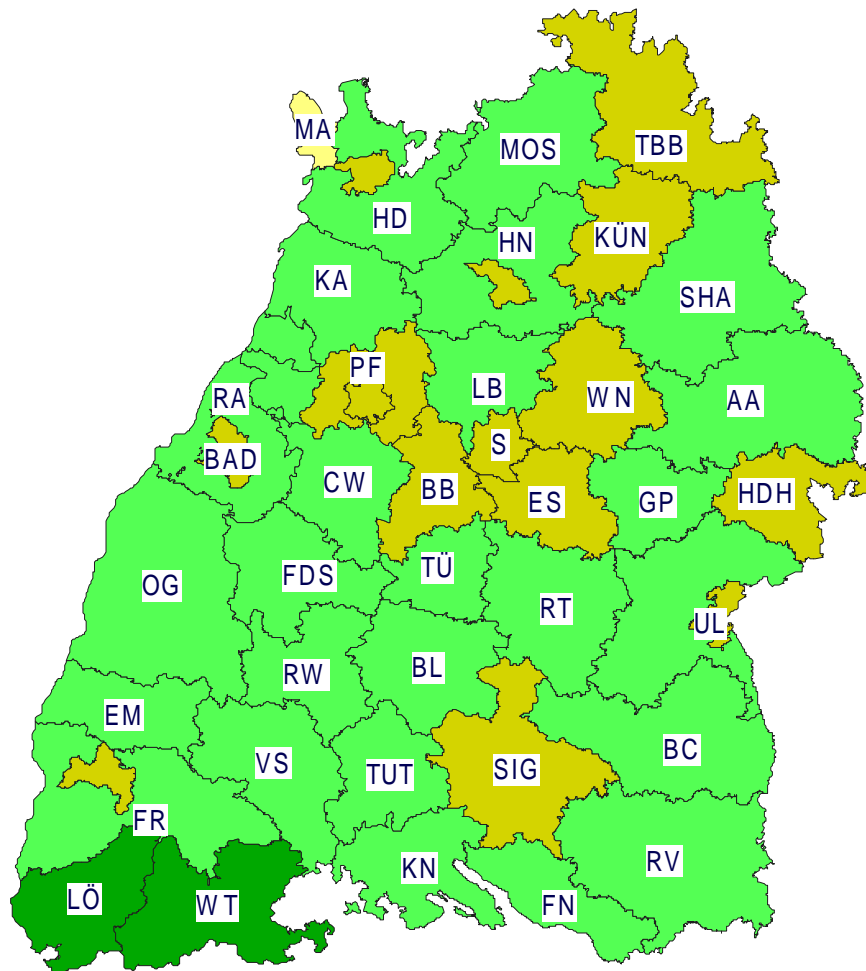 MA
MOS
TBB
HD
HN
KÜN
KA
SHA
PF
RA
LB
WN
AA
S
BAD
CW
BB
ES
GP
HDH
OG
FDS
TÜ
RT
UL
RW
BL
EM
VS
TUT
SIG
BC
FR
KN
RV
LÖ
WT
FN